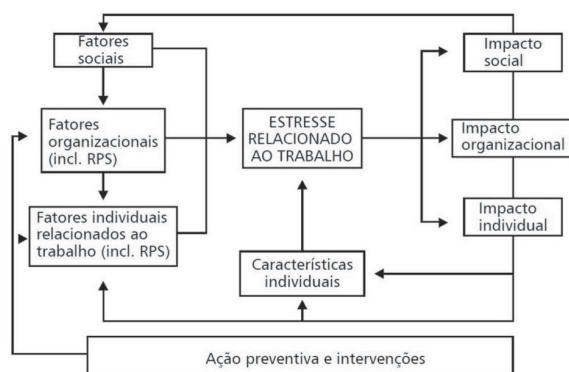 Fatores
sociais
Fatores
organizacionais
(incl. RPS)
Fatores individuais
relacionados ao
trabalho (incl. RPS)
ESTRESSE
RELACIONADO
AO TRABALHO
Características
individuais
Impacto
social
Impacto
organizacional
Impacto
individual
Ação preventiva e intervenções